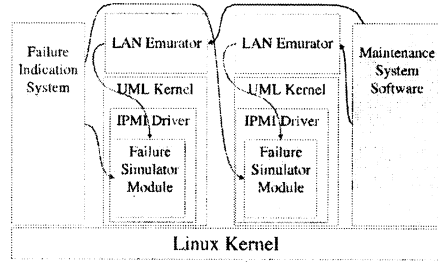 Failure
Indication
System
LAN Emurator
UML Kernel
IPMI Driver
Failure
Simulator
Module
LAN Emurator
UML Kernel
IPMI Driver
Failure
Simulator
Module
Maintenance
System
Software
Linux Kernel